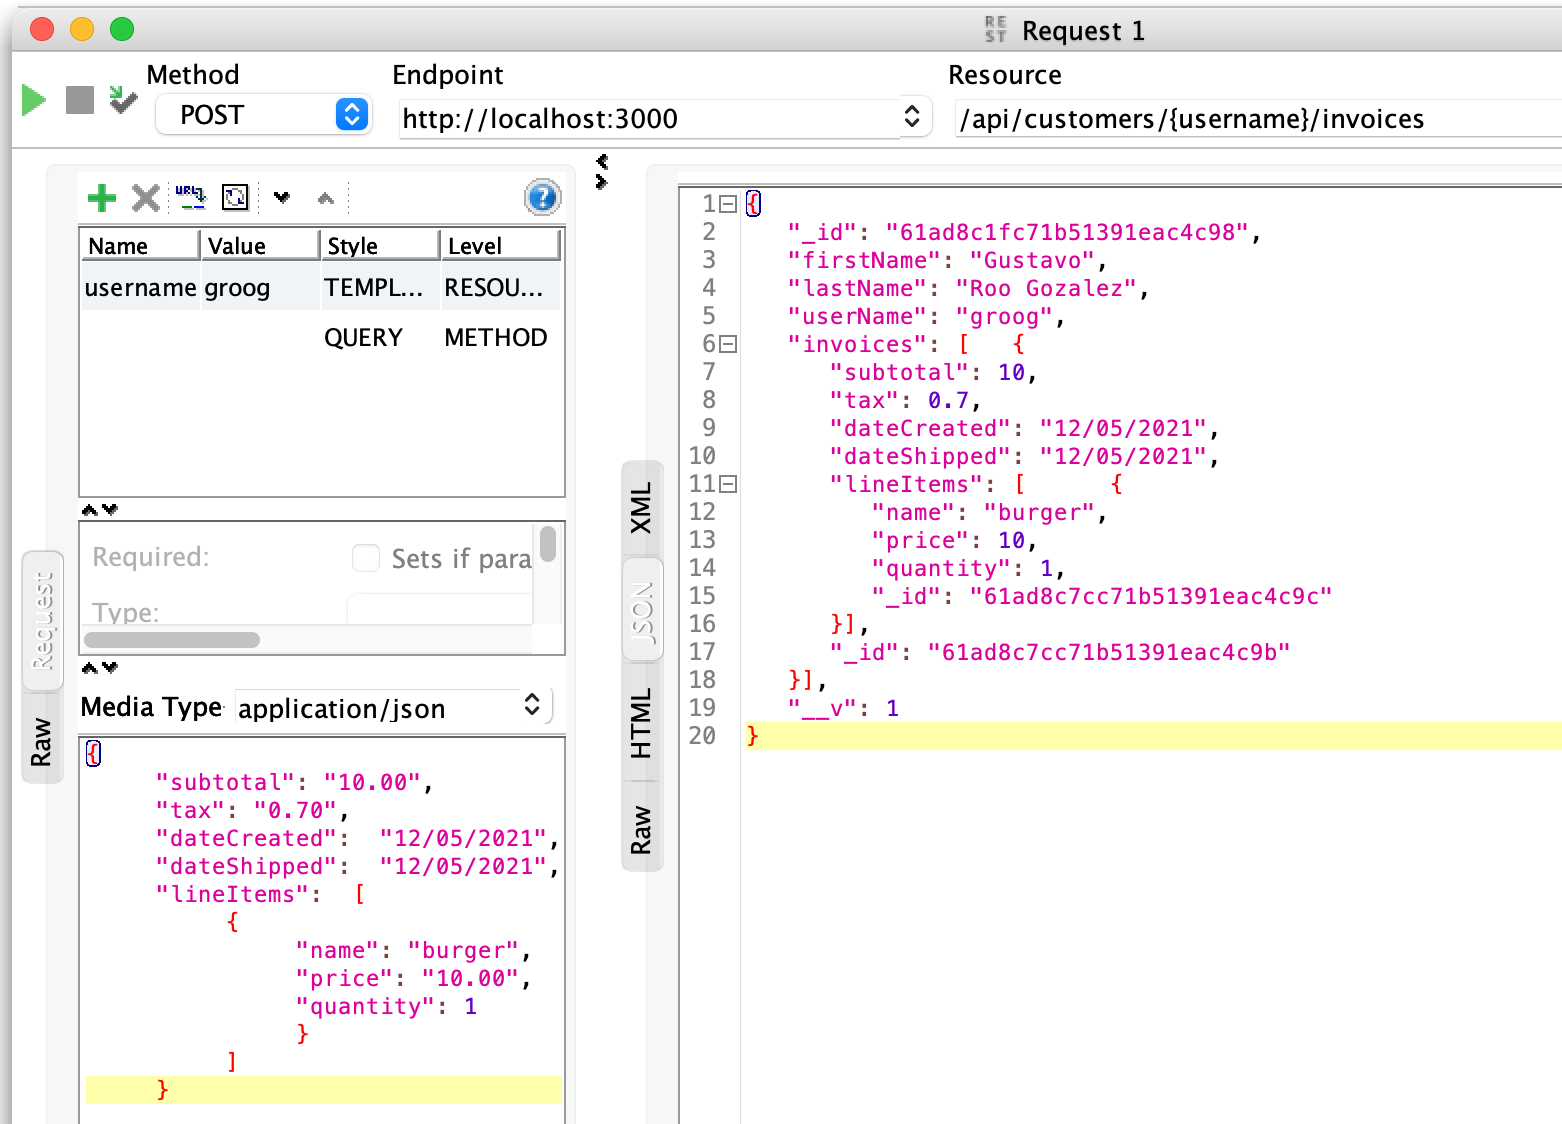 REST Request 1
Method Endpoint Resource
POST http://localhost:3000 /api/customers/{username}/invoices
URL ?
Name Value Style Level
username groog TEMPL... RESOU...
QUERY METHOD
Required: Sets if para
Type:
Request
Raw
Media Type application/json
{
"subtotal": "10.00",
"tax": "0.70",
"dateCreated": "12/05/2021",
"dateShipped": "12/05/2021",
"lineItems": [
{
"name": "burger",
"price": "10.00",
"quantity": 1
}
]
}
XML
JSON
HTML
Raw
1 {
2 "_id": "61ad8c1fc71b51391eac4c98",
3 "firstName": "Gustavo",
4 "lastName": "Roo Gozalez",
5 "userName": "groog",
6 "invoices": [ {
7 "subtotal": 10,
8 "tax": 0.7,
9 "dateCreated": "12/05/2021",
10 "dateShipped": "12/05/2021",
11 "lineItems": [ {
12 "name": "burger",
13 "price": 10,
14 "quantity": 1,
15 "_id": "61ad8c7cc71b51391eac4c9c"
16 }],
17 "_id": "61ad8c7cc71b51391eac4c9b"
18 }],
19 "__v": 1
20 }